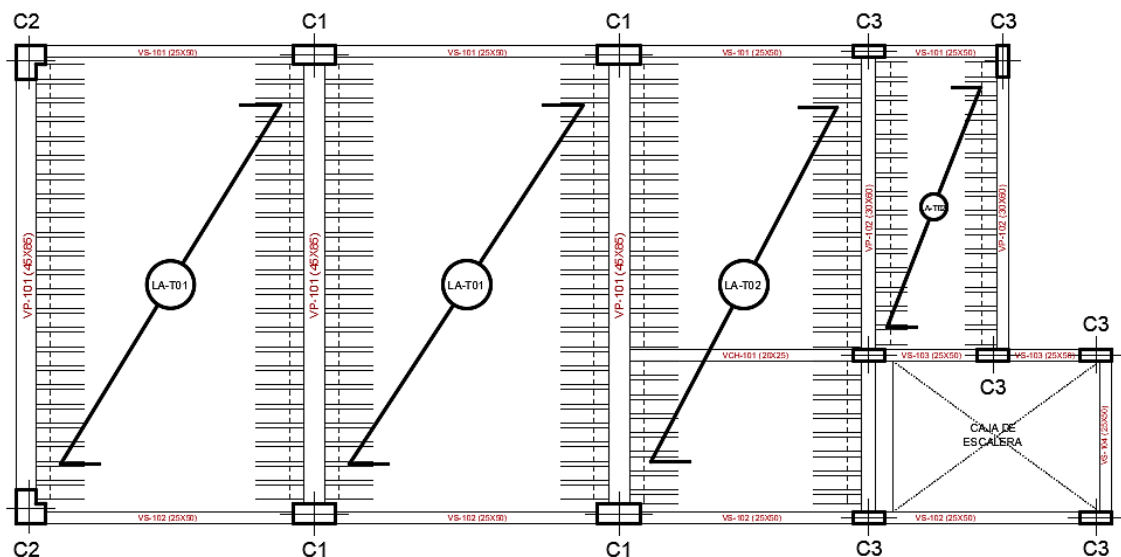 C2
C1
C1
C3
C3
VS-101 (25X50)
VS-101 (25X50)
VS-101 (25X50)
VS-101 (25X50)
VP-101 (45X85)
VP-101 (45X85)
VP-101 (45X85)
VP-102 (30X60)
VP-102 (30X60)
LA-T01
LA-T01
LA-T02
C3
VCH-101 (20X25)
VS-103 (25X50)
VS-103 (25X50)
C3
CAJA DE
ESCALERA
VS-104 (25X50)
VS-102 (25X50)
VS-102 (25X50)
VS-102 (25X50)
VS-102 (25X50)
C2
C1
C1
C3
C3